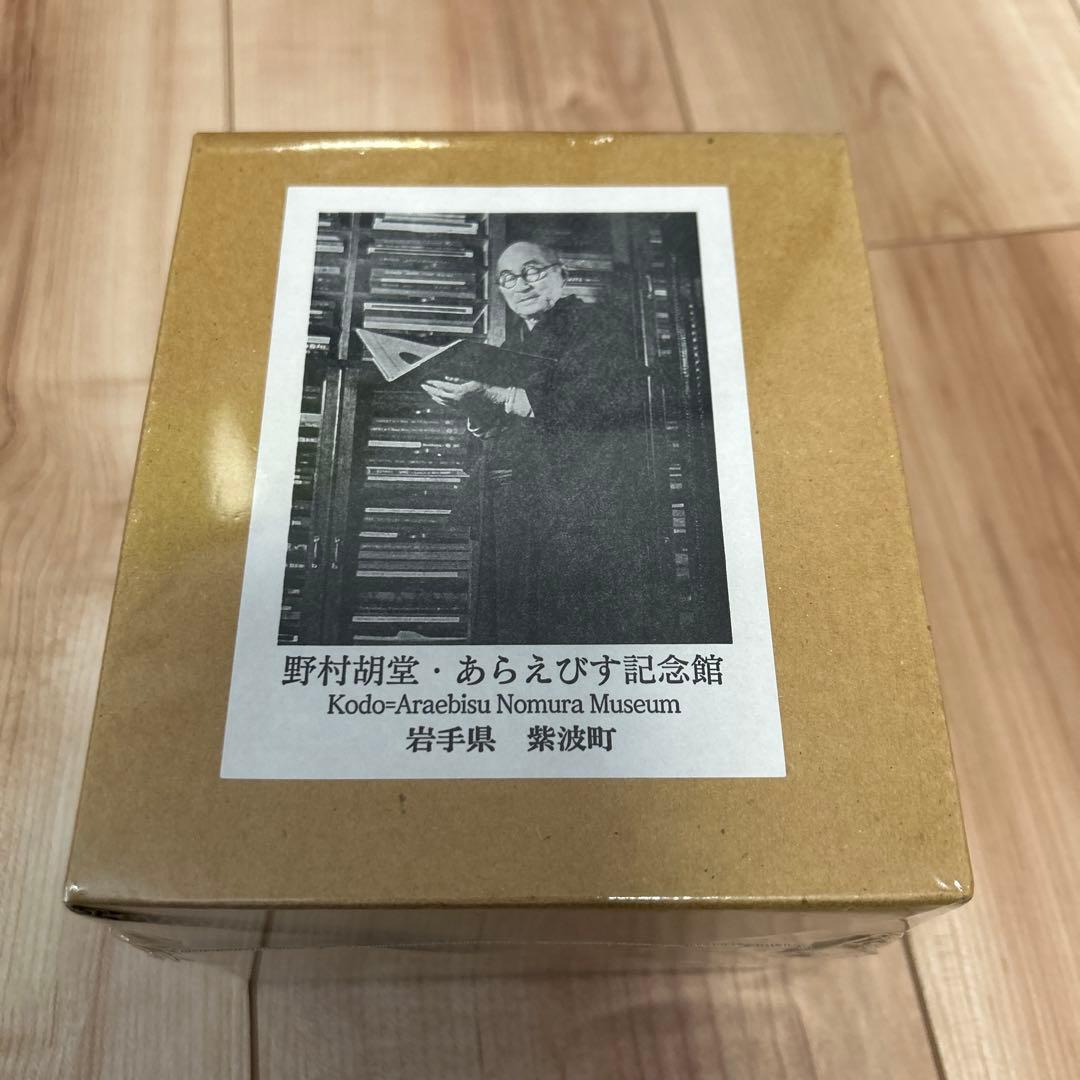 野村胡堂・あらえびす記念館
Kodo=Araebisu Nomura Museum
岩手県　紫波町